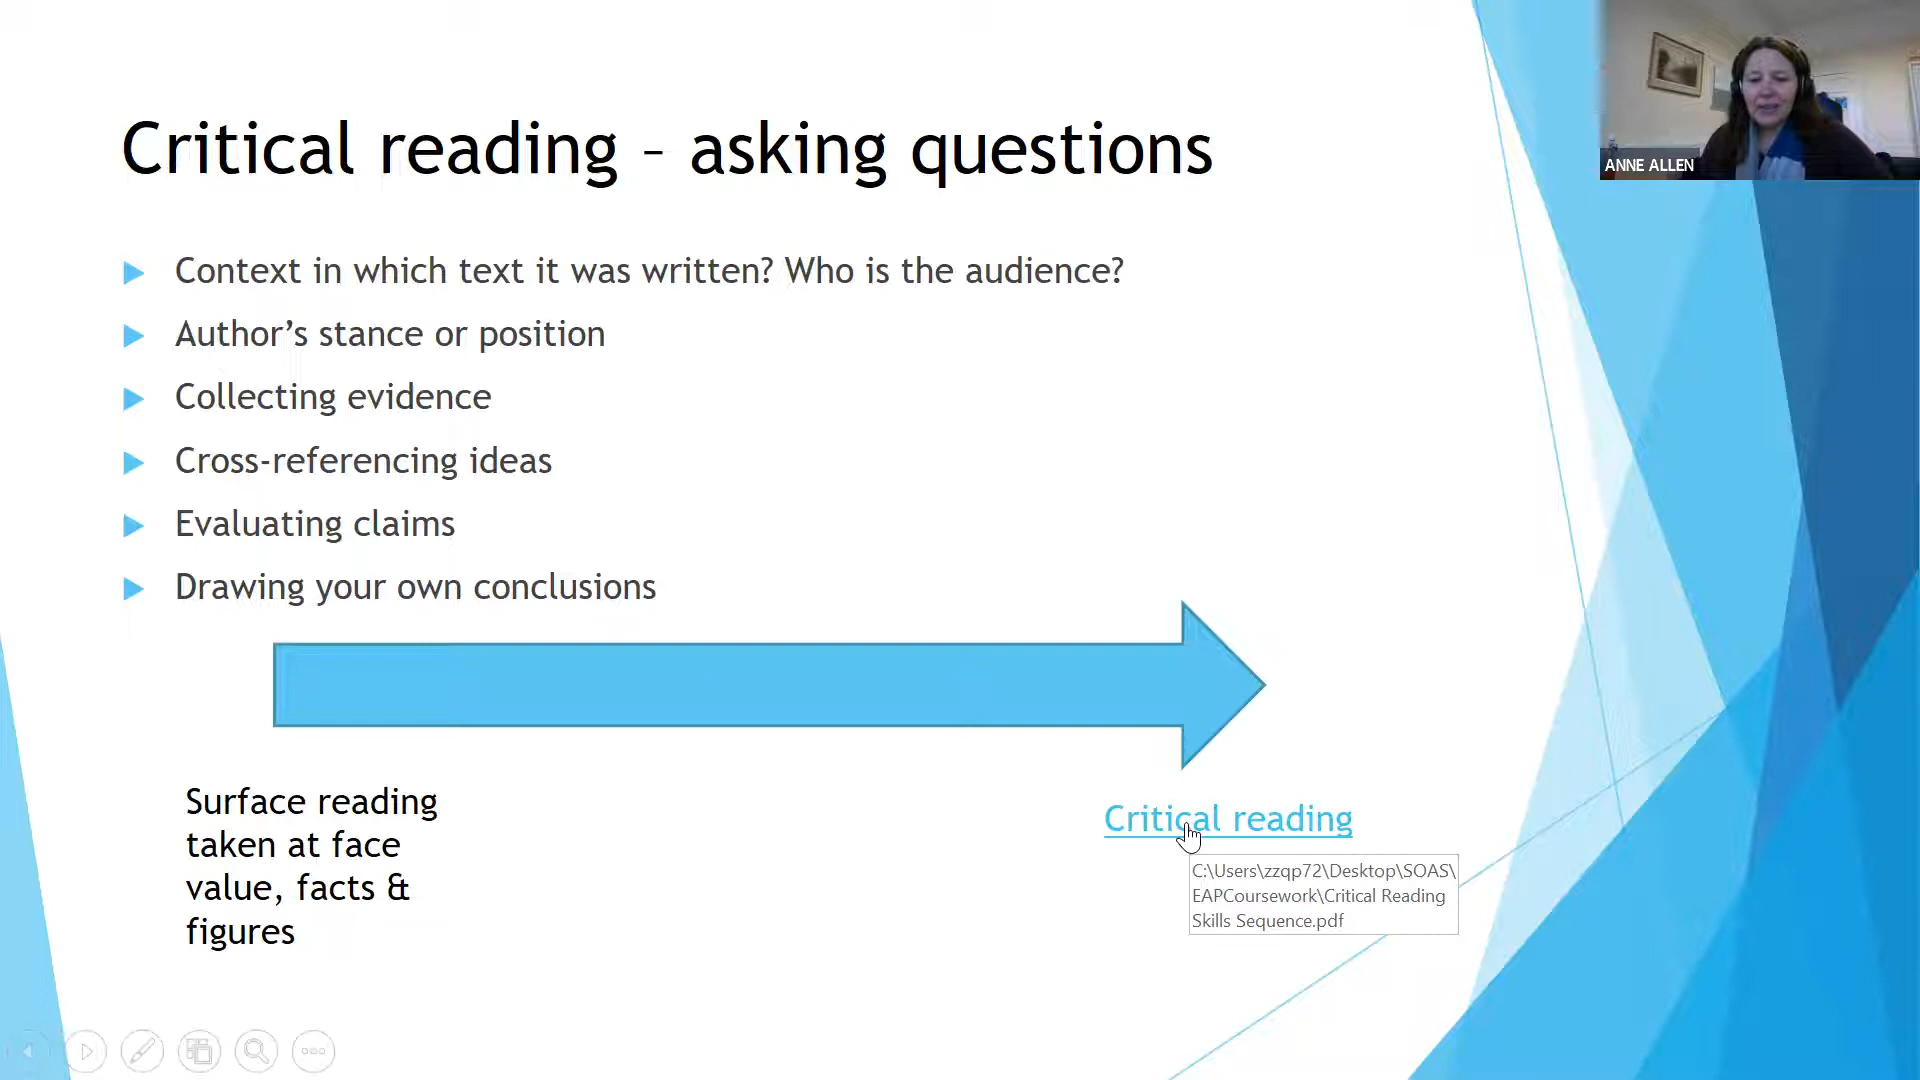 Critical reading – asking questions
ANNE ALLEN
Context in which text it was written? Who is the audience?
Author’s stance or position
Collecting evidence
Cross-referencing ideas
Evaluating claims
Drawing your own conclusions
Surface reading
taken at face
value, facts &
figures
Critical reading
C:\Users\zzqp72\Desktop\SOAS\
EAPCoursework\Critical Reading
Skills Sequence.pdf